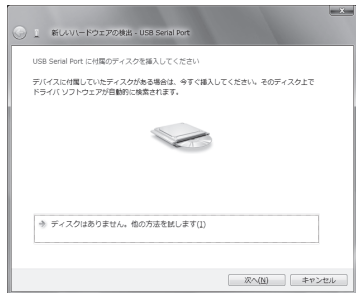 新しいハードウェアの検出 - USB Serial Port
USB Serial Port に付属のディスクを挿入してください
デバイスに付属していたディスクがある場合は、今すぐ挿入してください。そのディスク上で
ドライバ ソフトウェアが自動的に検索されます。
ディスクはありません。他の方法を試します(I)
次へ(N)
キャンセル